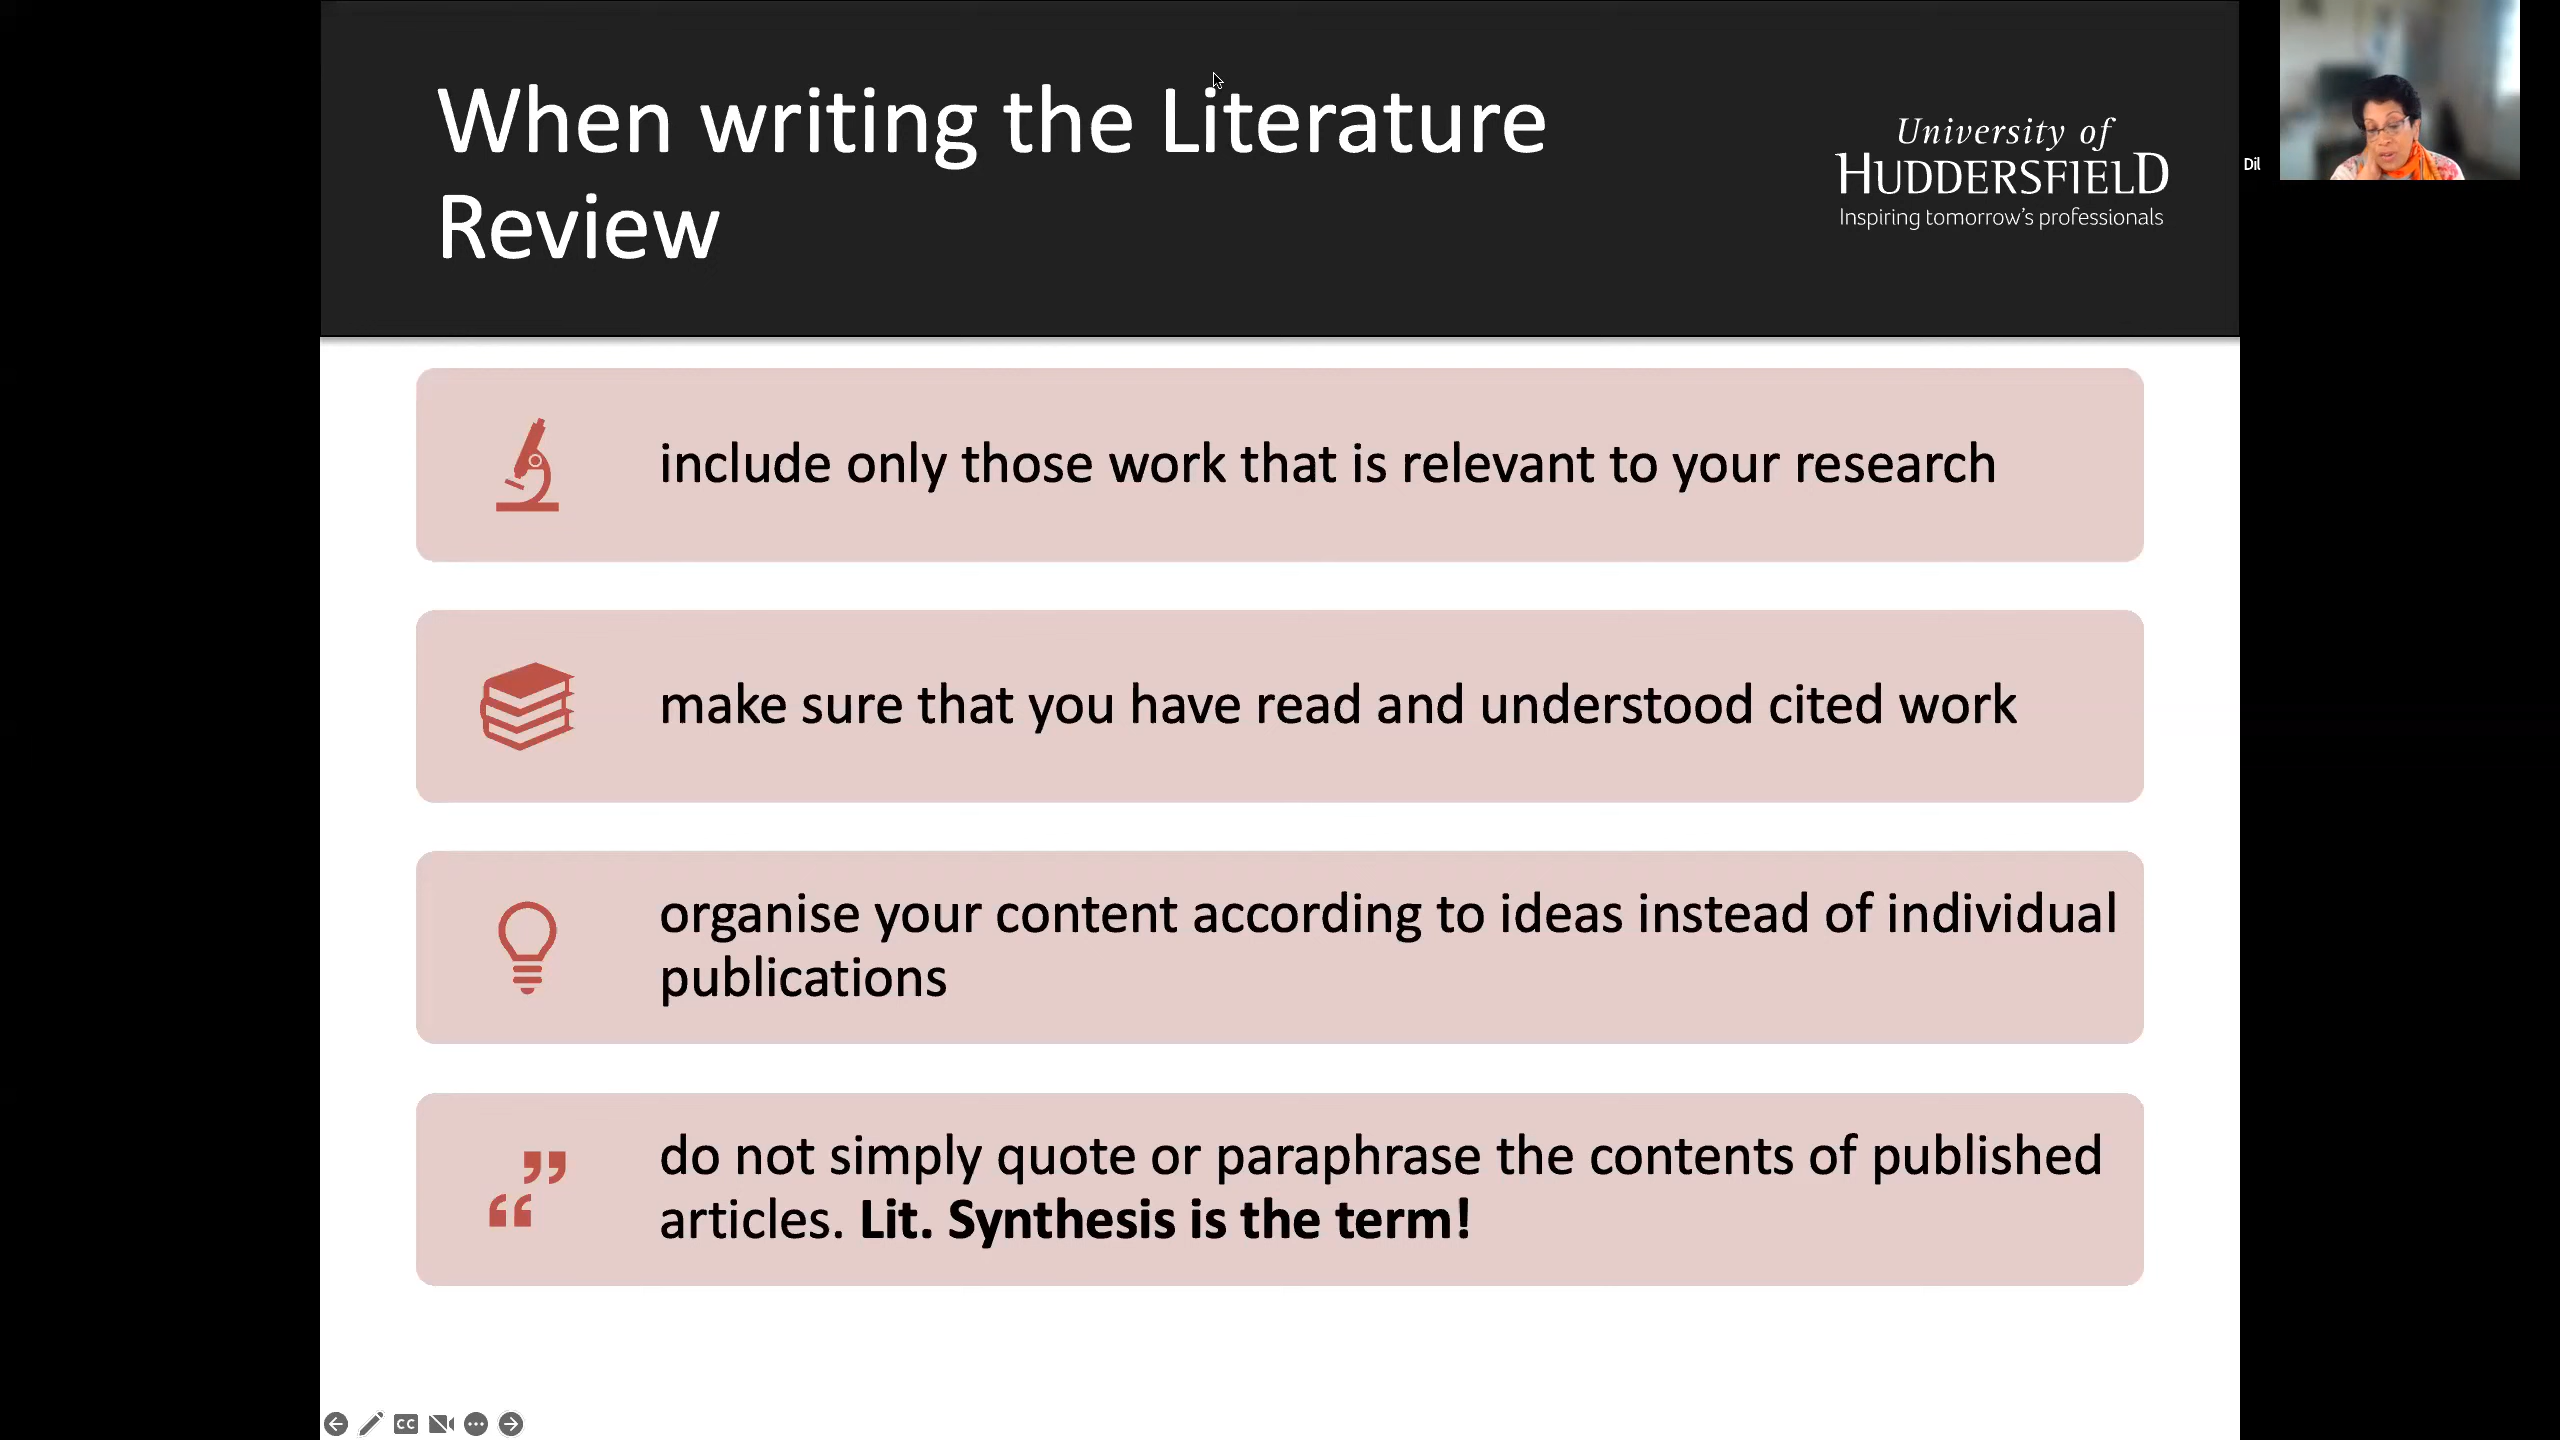 When writing the Literature
Review
University of
HUDDERSFIELD
Inspiring tomorrow's professionals
Dil
include only those work that is relevant to your research
make sure that you have read and understood cited work
organise your content according to ideas instead of individual
publications
do not simply quote or paraphrase the contents of published
articles. Lit. Synthesis is the term!
CC